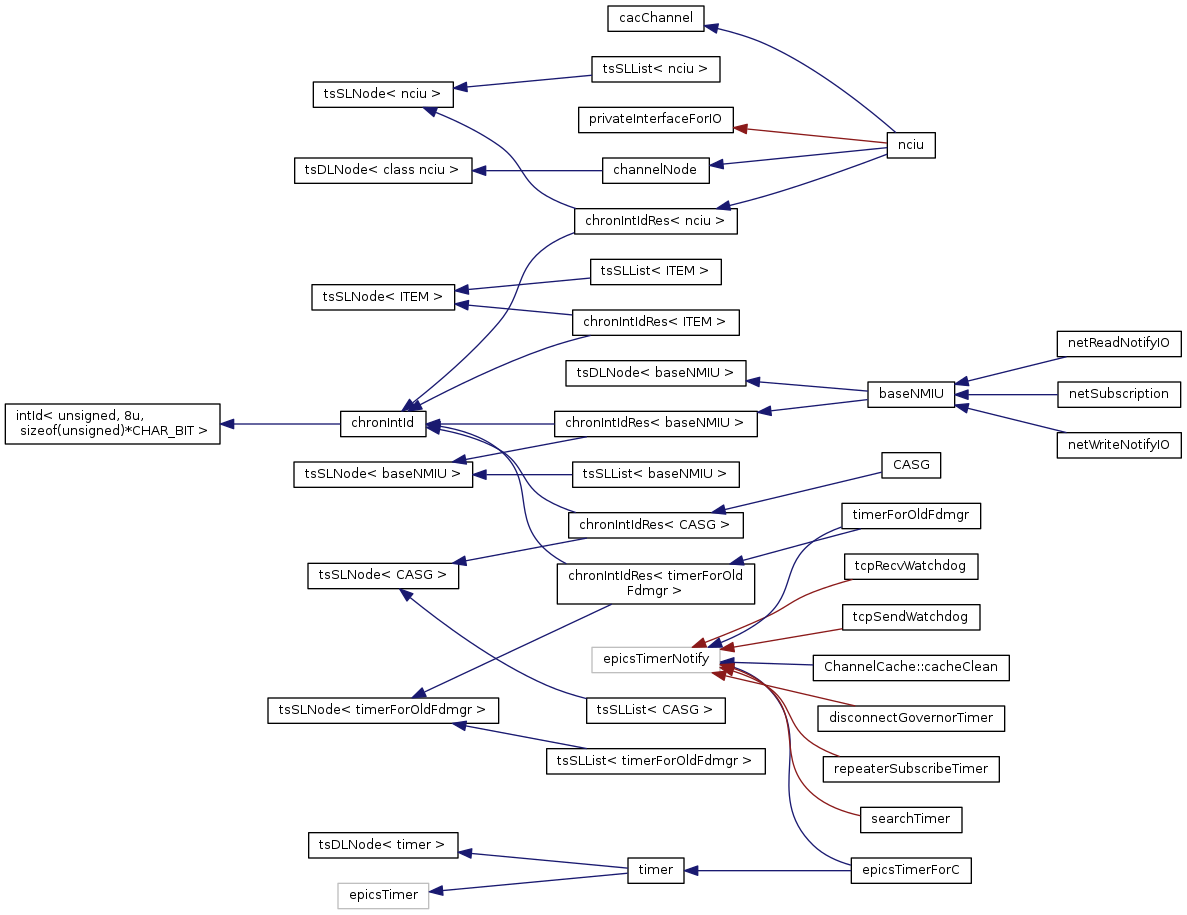 cacChannel
tsSLList< nciu >
tsSLNode< nciu >
privateInterfaceForIO
nciu
tsDLNode< class nciu >
channelNode
chronIntIdRes< nciu >
tsSLList< ITEM >
tsSLNode< ITEM >
chronIntIdRes< ITEM >
netReadNotifyIO
tsDLNode< baseNMIU >
baseNMIU
netSubscription
intId< unsigned, 8u,
sizeof(unsigned)*CHAR_BIT >
chronIntId
chronIntIdRes< baseNMIU >
netWriteNotifyIO
CASG
tsSLNode< baseNMIU >
tsSLList< baseNMIU >
timerForOldFdmgr
chronIntIdRes< CASG >
tcpRecvWatchdog
tsSLNode< CASG >
chronIntIdRes< timerForOld
Fdmgr >
tcpSendWatchdog
epicsTimerNotify
ChannelCache::cacheClean
tsSLNode< timerForOldFdmgr >
tsSLList< CASG >
disconnectGovernorTimer
tsSLList< timerForOldFdmgr >
repeaterSubscribeTimer
searchTimer
tsDLNode< timer >
timer
epicsTimerForC
epicsTimer